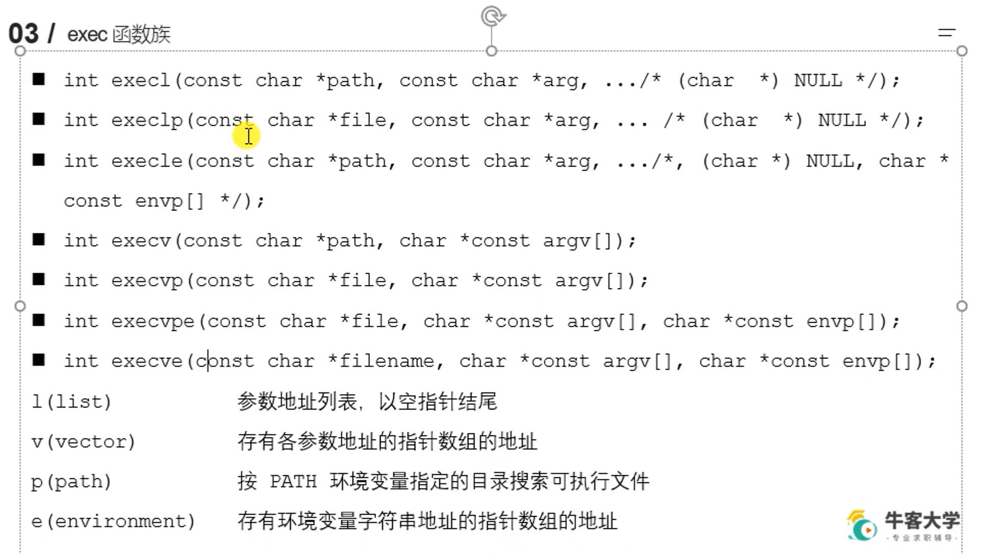 03 / exec 函数族
■ int execl(const char *path, const char *arg, .../* (char  *) NULL */);
■ int execlp(const char *file, const char *arg, ... /* (char  *) NULL */);
■ int execle(const char *path, const char *arg, .../*, (char *) NULL, char *
const envp[] */);
■ int execv(const char *path, char *const argv[]);
■ int execvp(const char *file, char *const argv[]);
■ int execvpe(const char *file, char *const argv[], char *const envp[]);
■ int execve(const char *filename, char *const argv[], char *const envp[]);
l(list) 参数地址列表，以空指针结尾
v(vector) 存有各参数地址的指针数组的地址
p(path) 按 PATH 环境变量指定的目录搜索可执行文件
e(environment) 存有环境变量字符串地址的指针数组的地址
牛客大学
-专业求职辅导-